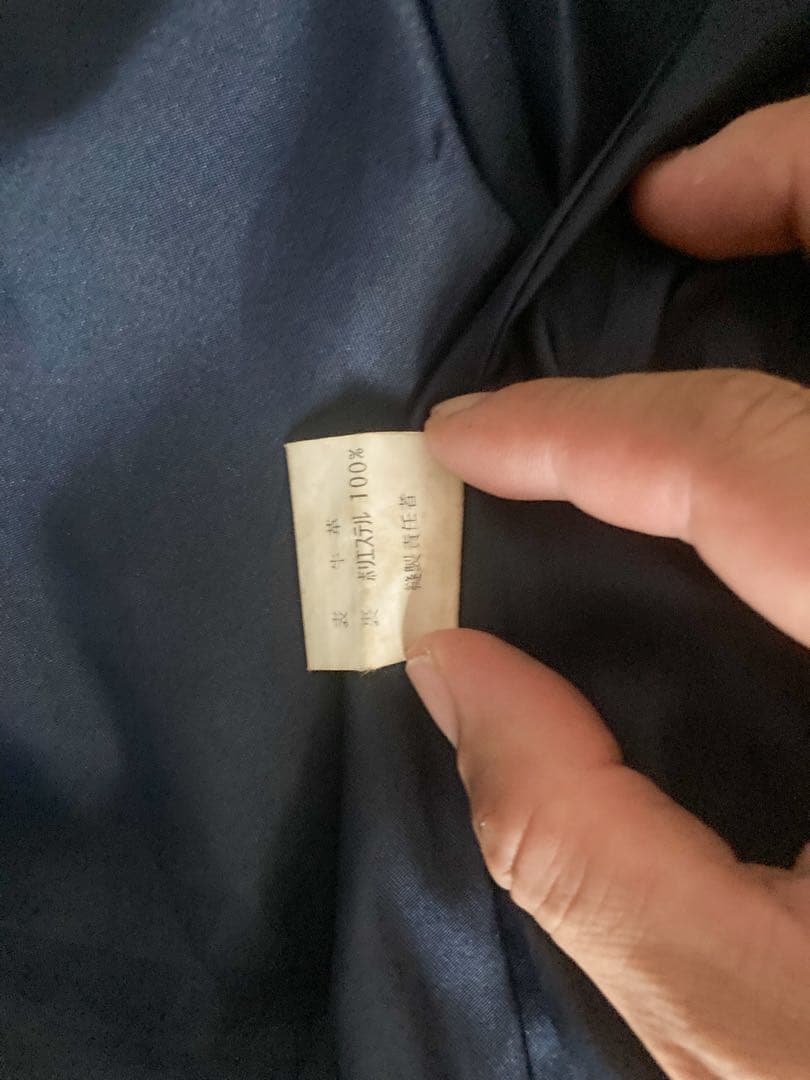 表 牛革
裏 ポリエステル 100%
縫製責任者